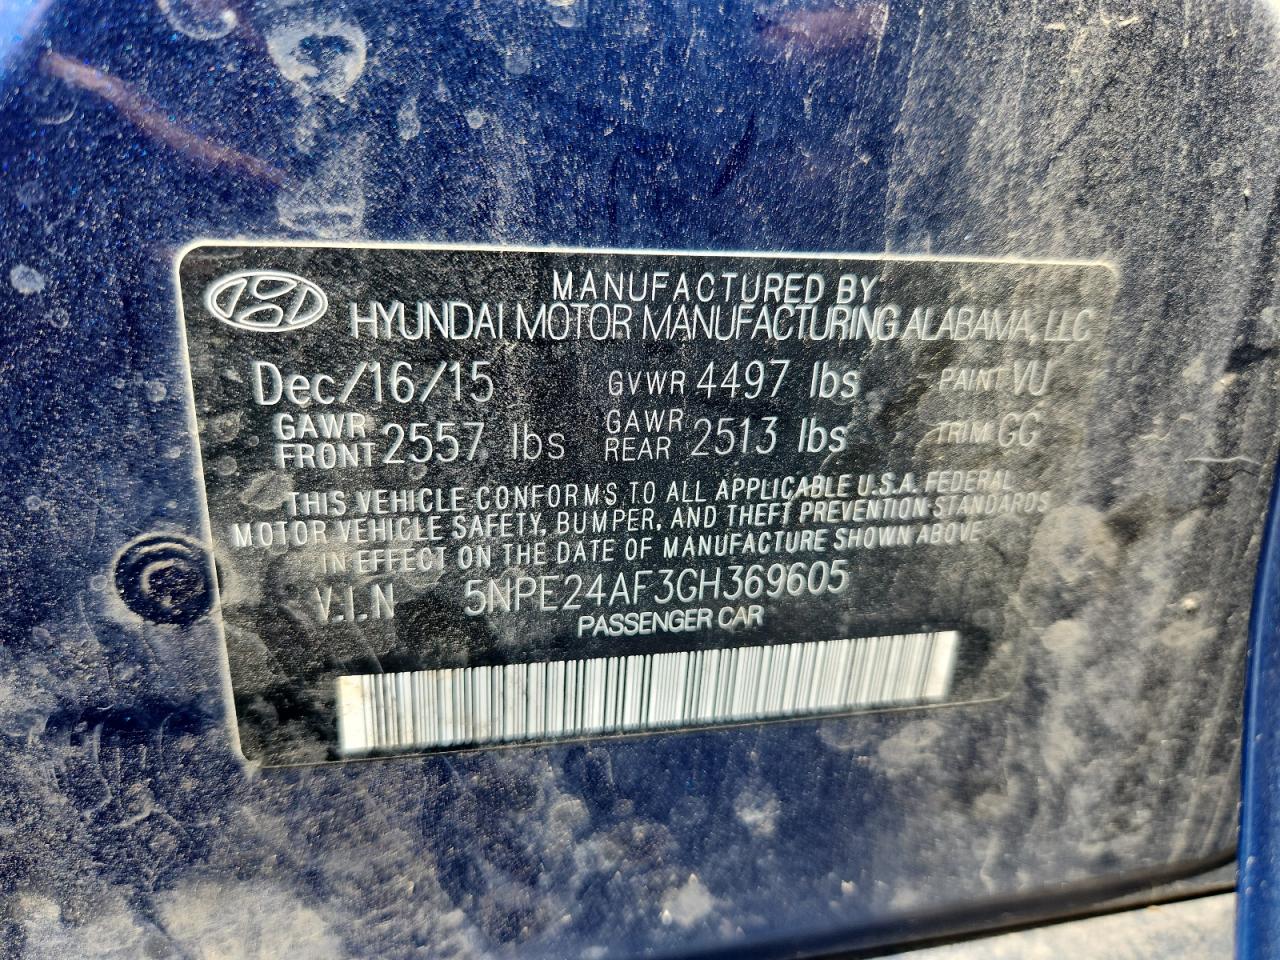 MANUFACTURED BY
HYUNDAI MOTOR MANUFACTURING ALABAMA, LLC
Dec/16/15 GVWR 4497 lbs PAINT VU
GAWR FRONT 2557 lbs GAWR REAR 2513 lbs TRIM GG
THIS VEHICLE CONFORMS TO ALL APPLICABLE U.S.A. FEDERAL
MOTOR VEHICLE SAFETY, BUMPER, AND THEFT PREVENTION STANDARDS
IN EFFECT ON THE DATE OF MANUFACTURE SHOWN ABOVE
V.I.N 5NPE24AF3GH369605
PASSENGER CAR